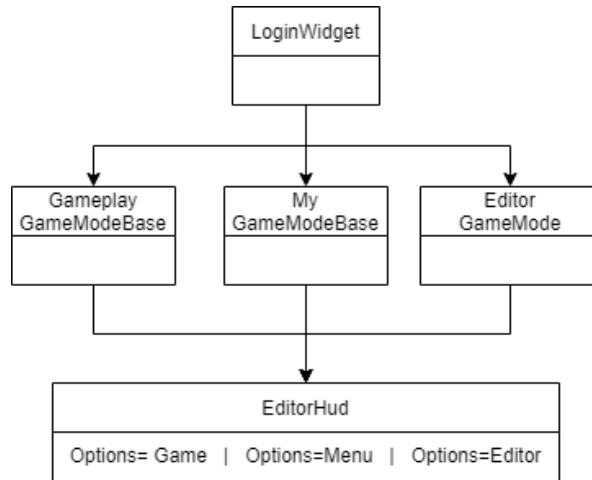 LoginWidget
Gameplay
GameModeBase
My
GameModeBase
Editor
GameMode
EditorHud
Options= Game | Options=Menu | Options=Editor